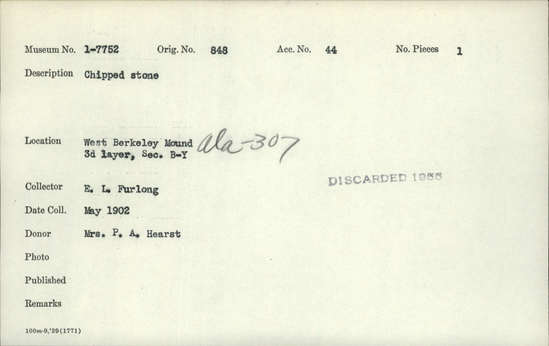 Museum No. 1-7752 Orig. No. 848 Acc. No. 44 No. Pieces 1
Description Chipped stone
Location West Berkeley Mound Ala-307
3d layer, Sec. B-Y
DISCARDED
Collector E. L. Furlong
Date Coll. May 1902
Donor Mrs. P. A. Hearst
Photo
Published
Remarks
100m-9,'29(1771)